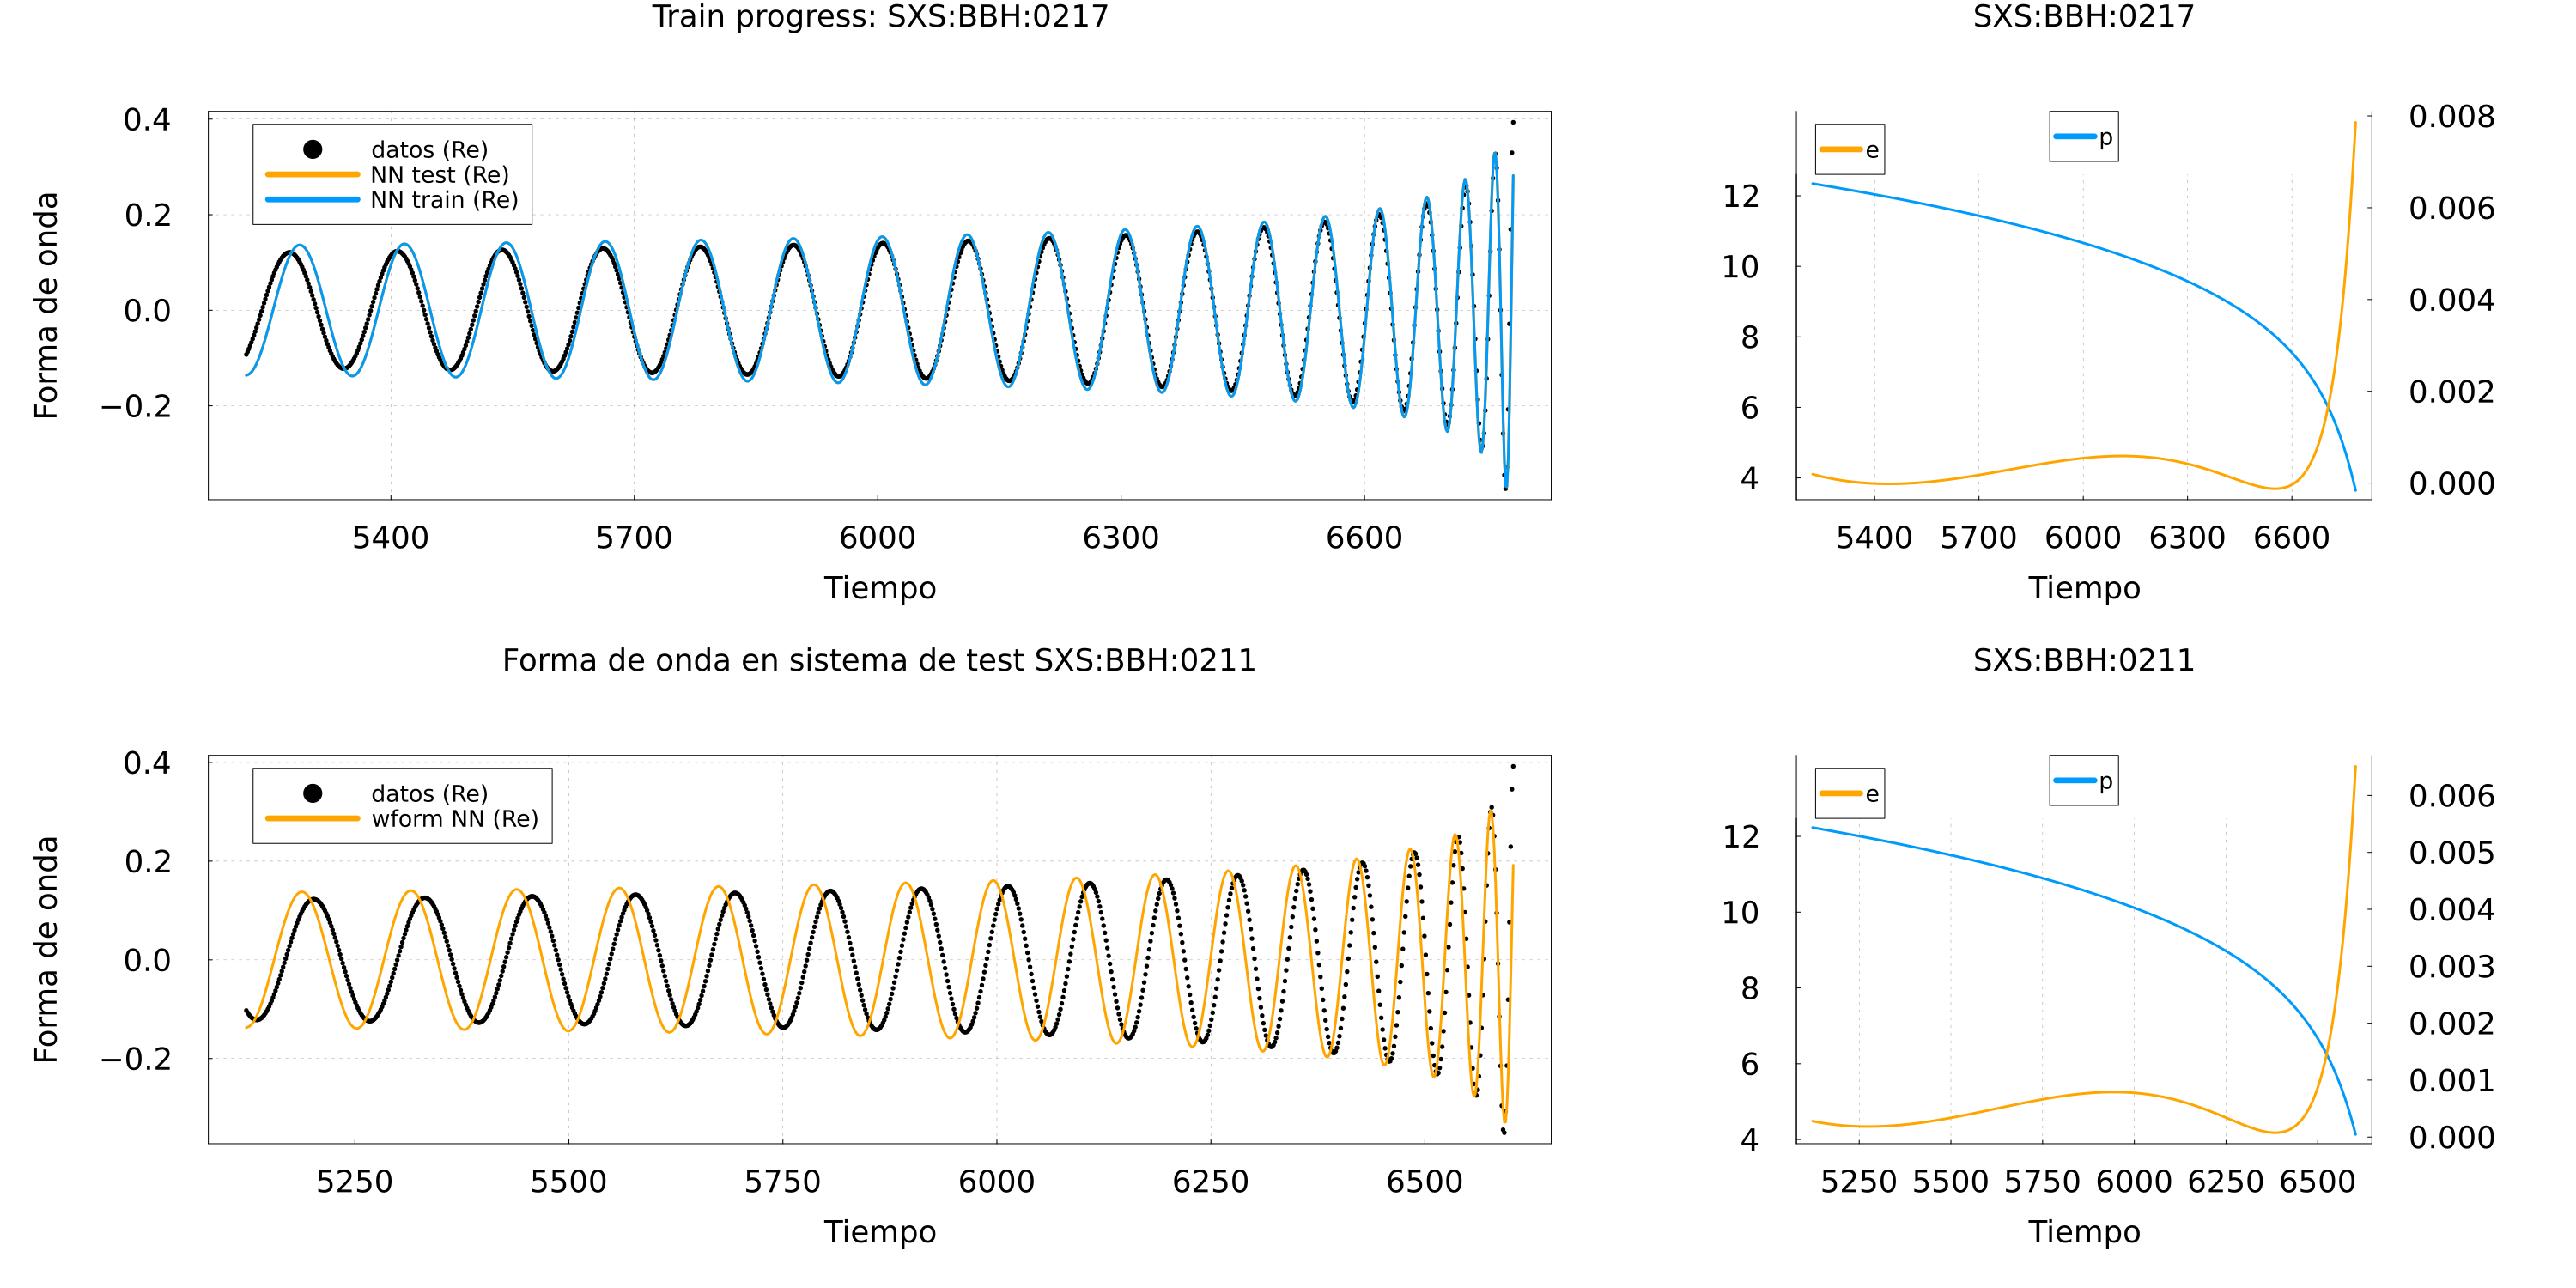 Train progress: SXS:BBH:0217
Forma de onda
0.4
0.2
0.0
−0.2
datos (Re)
NN test (Re)
NN train (Re)
5400 5700 6000 6300 6600
Tiempo
SXS:BBH:0217
12
10
8
6
4
e
p
0.008
0.006
0.004
0.002
0.000
5400 5700 6000 6300 6600
Tiempo
Forma de onda en sistema de test SXS:BBH:0211
Forma de onda
0.4
0.2
0.0
−0.2
datos (Re)
wform NN (Re)
5250 5500 5750 6000 6250 6500
Tiempo
SXS:BBH:0211
12
10
8
6
4
e
p
0.006
0.005
0.004
0.003
0.002
0.001
0.000
5250 5500 5750 6000 6250 6500
Tiempo